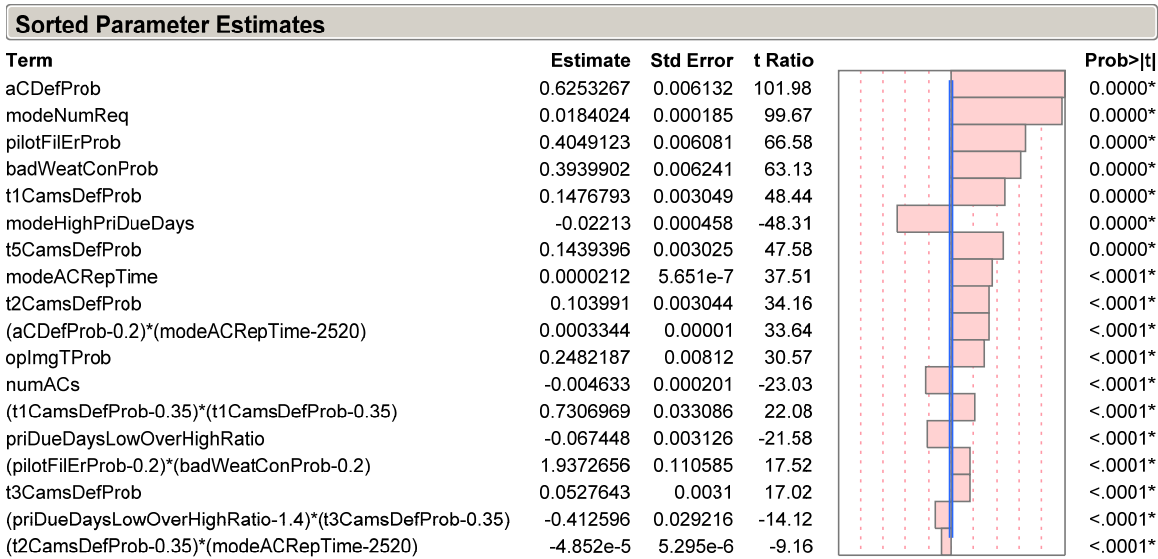 Sorted Parameter Estimates
Term Estimate Std Error t Ratio Prob>|t|
aCDefProb 0.6253267 0.006132 101.98 0.0000*
modeNumReq 0.0184024 0.000185 99.67 0.0000*
pilotFilErProb 0.4049123 0.006081 66.58 0.0000*
badWeatConProb 0.3939902 0.006241 63.13 0.0000*
t1CamsDefProb 0.1476793 0.003049 48.44 0.0000*
modeHighPriDueDays -0.02213 0.000458 -48.31 0.0000*
t5CamsDefProb 0.1439396 0.003025 47.58 0.0000*
modeACRepTime 0.0000212 5.651e-7 37.51 <.0001*
t2CamsDefProb 0.103991 0.003044 34.16 <.0001*
(aCDefProb-0.2)*(modeACRepTime-2520) 0.0003344 0.00001 33.64 <.0001*
opImgTProb 0.2482187 0.00812 30.57 <.0001*
numACs -0.004633 0.000201 -23.03 <.0001*
(t1CamsDefProb-0.35)*(t1CamsDefProb-0.35) 0.7306969 0.033086 22.08 <.0001*
priDueDaysLowOverHighRatio -0.067448 0.003126 -21.58 <.0001*
(pilotFilErProb-0.2)*(badWeatConProb-0.2) 1.9372656 0.110585 17.52 <.0001*
t3CamsDefProb 0.0527643 0.0031 17.02 <.0001*
(priDueDaysLowOverHighRatio-1.4)*(t3CamsDefProb-0.35) -0.412596 0.029216 -14.12 <.0001*
(t2CamsDefProb-0.35)*(modeACRepTime-2520) -4.852e-5 5.295e-6 -9.16 <.0001*